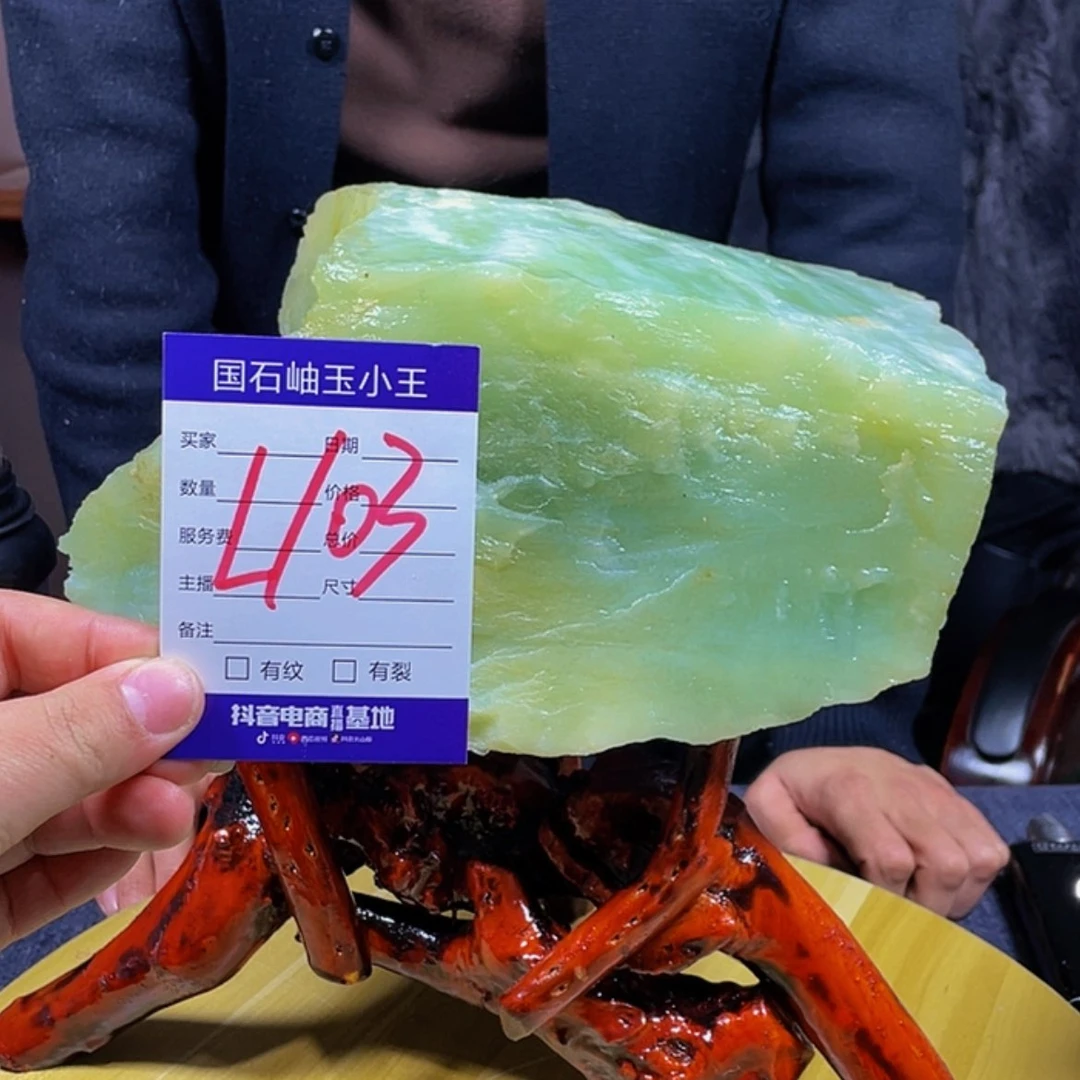 国石岫玉小王
买家 日期
数量 价格
服务费 总价
主播 尺寸
4103
备注
□ 有纹 □ 有裂
抖音电商直播基地